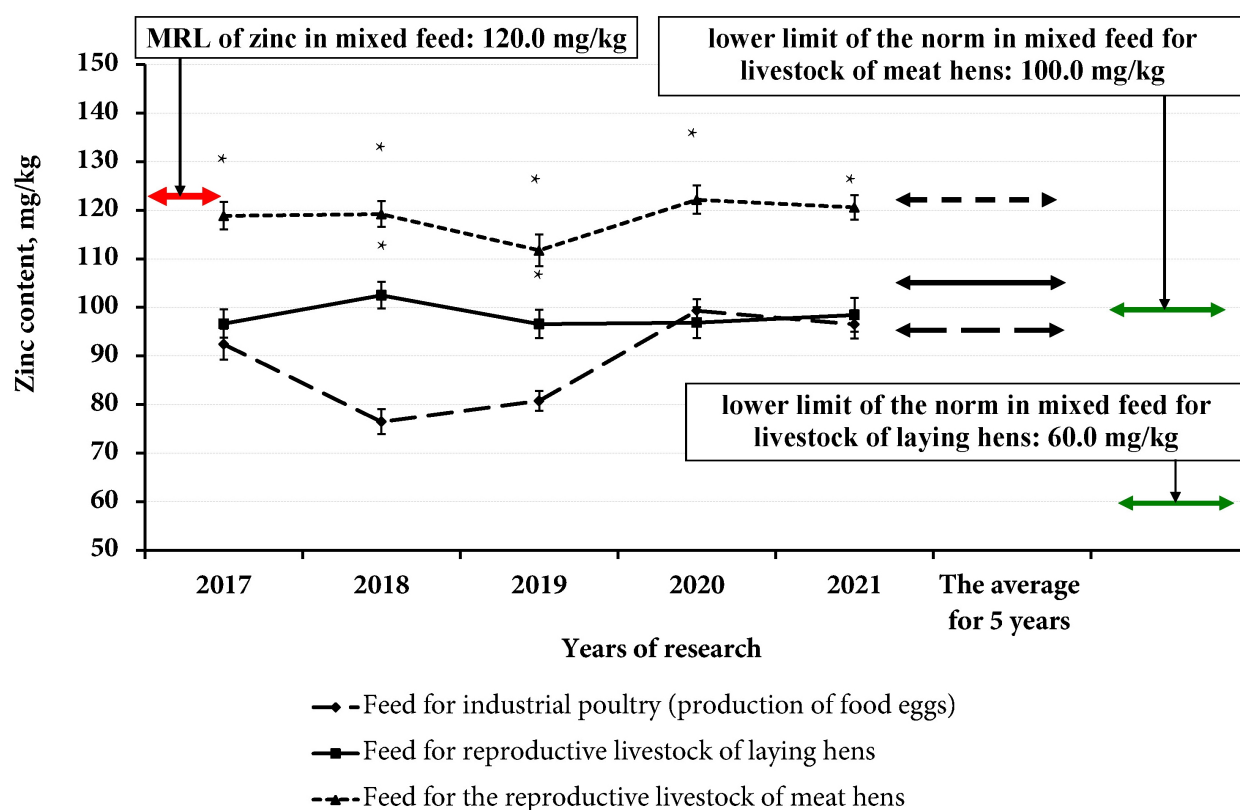 MRL of zinc in mixed feed: 120.0 mg/kg
lower limit of the norm in mixed feed for
livestock of meat hens: 100.0 mg/kg
150
140
130
120
110
100
90
80
70
60
50
Zinc content, mg/kg
*
*
*
*
*
*
*
lower limit of the norm in mixed feed for
livestock of laying hens: 60.0 mg/kg
2017
2018
2019
2020
2021
The average
for 5 years
Years of research
Feed for industrial poultry (production of food eggs)
Feed for reproductive livestock of laying hens
Feed for the reproductive livestock of meat hens